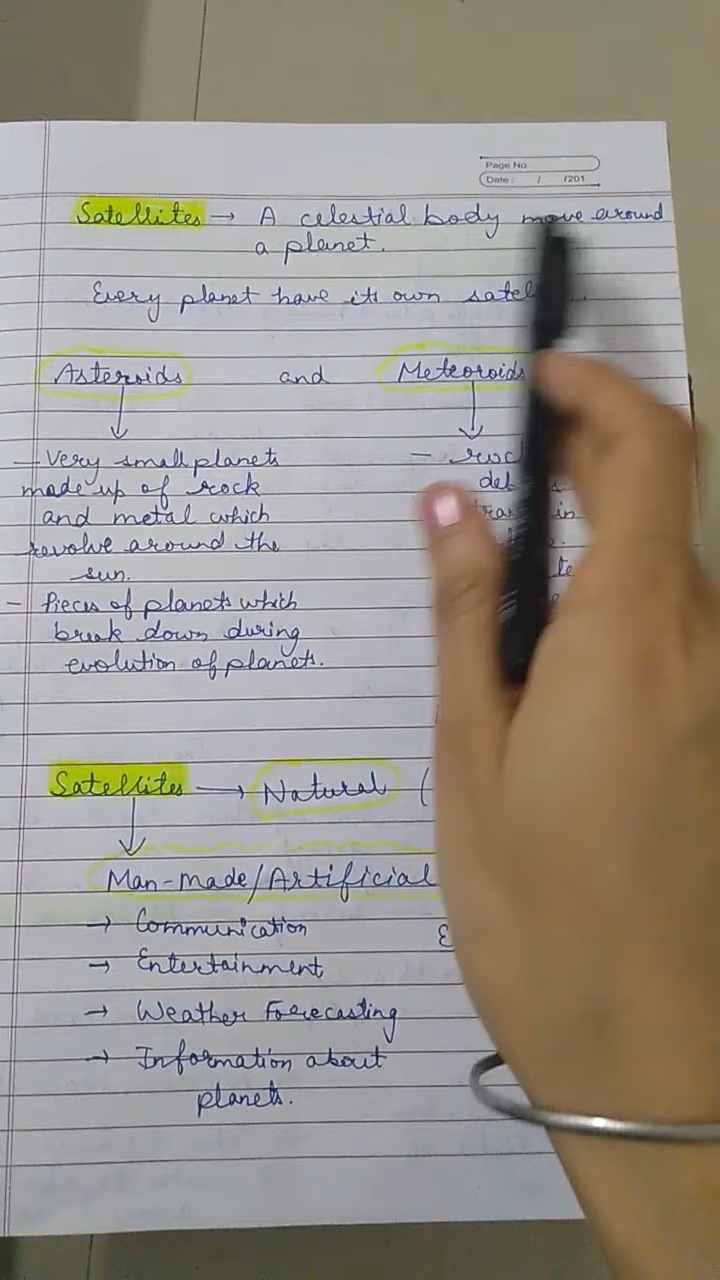 Page No.
Date : / /201
Satellites → A celestial body move around
a planet.
Every planet have its own
Asteroids and Meteoroids
- Very small planets
made up of rock
and metal which
revolve around the
sun.
- Pieces of planets which
break down during
evolution of planets.
-
in
Satellites → Natural (
Man-made/Artificial
→ Communication
→ Entertainment
→ Weather Forecasting
→ Information about
planets.